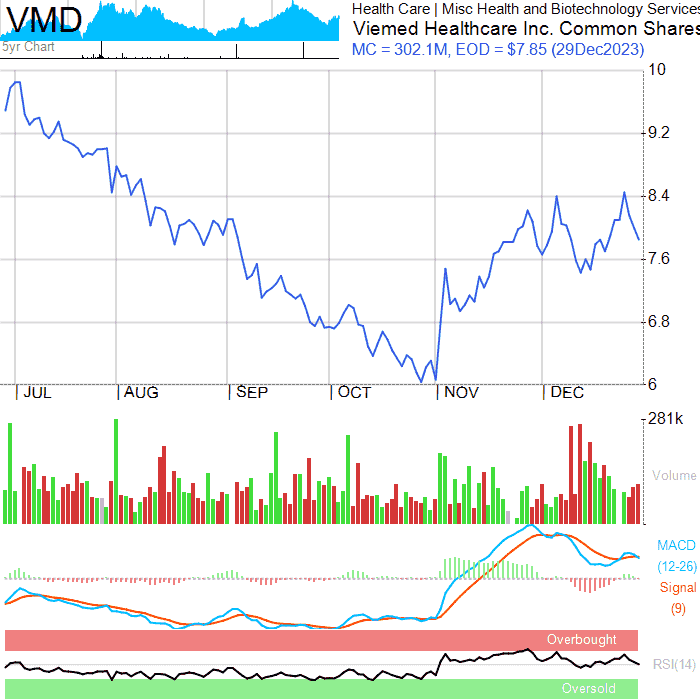 VMD
5yr Chart
Health Care | Misc Health and Biotechnology Services
Viemed Healthcare Inc. Common Shares
MC = 302.1M, EOD = $7.85 (29Dec2023)
10
9.2
8.4
7.6
6.8
6
JUL
AUG
SEP
OCT
NOV
DEC
281k
Volume
MACD
(12-26)
Signal
(9)
Overbought
RSI(14)
Oversold